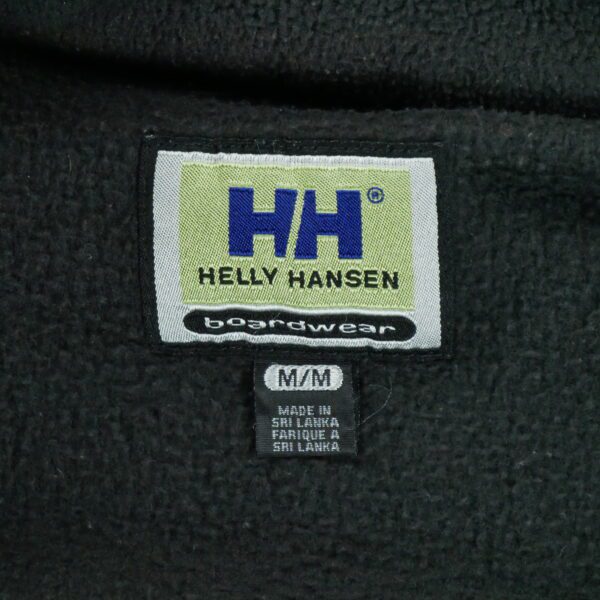 HH®
HELLY HANSEN
boardwear
M/M
MADE IN
SRI LANKA
FARIQUE A
SRI LANKA